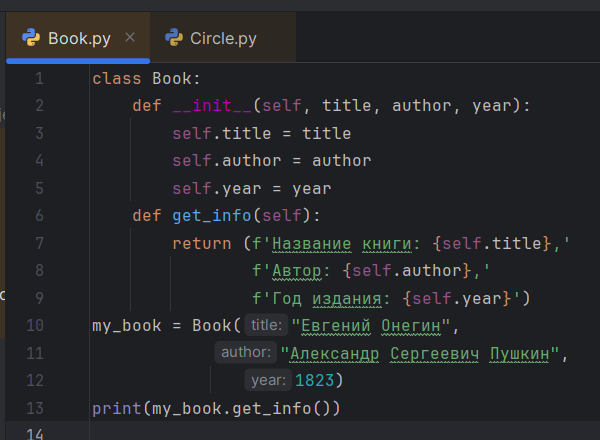 Book.py × Circle.py
1 class Book:
2 def __init__(self, title, author, year):
3 self.title = title
4 self.author = author
5 self.year = year
6 def get_info(self):
7 return (f'Название книги: {self.title},'
8 f'Автор: {self.author},'
9 f'Год издания: {self.year}')
10 my_book = Book( title: "Евгений Онегин",
11 author: "Александр Сергеевич Пушкин",
12 year: 1823)
13 print(my_book.get_info())
14